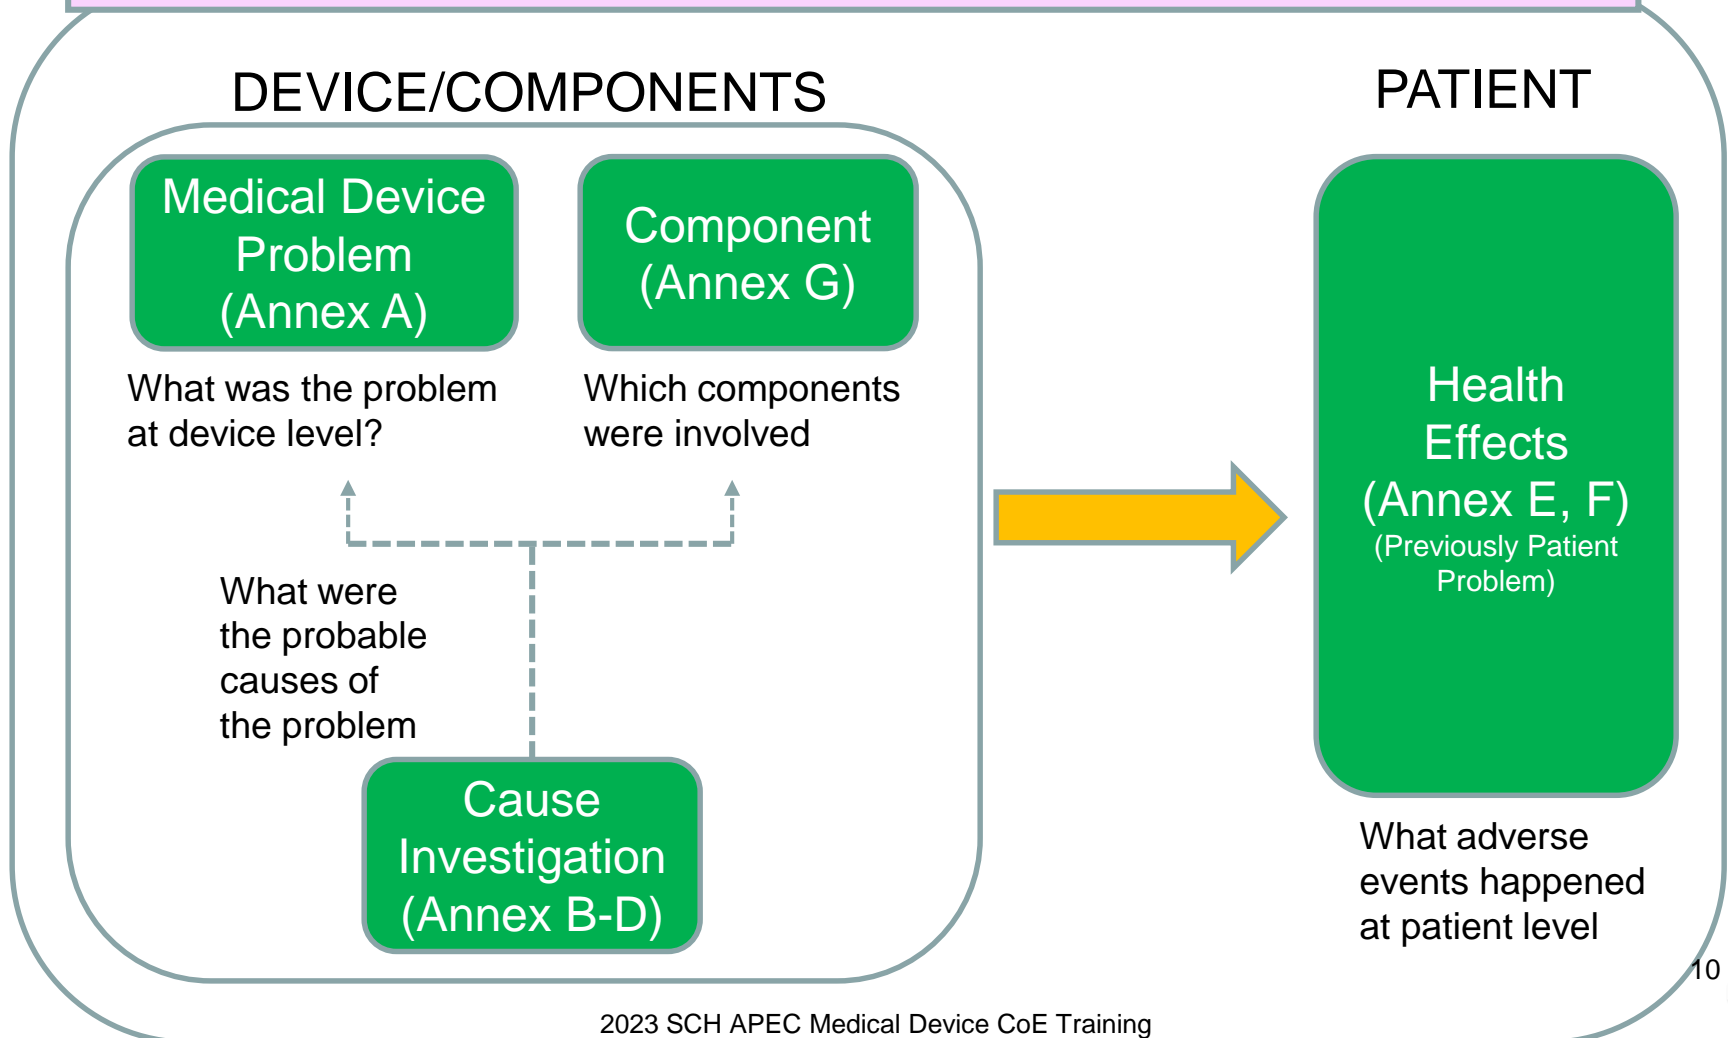 DEVICE/COMPONENTS
PATIENT
Medical Device
Problem
(Annex A)
Component
(Annex G)
What was the problem
at device level?
Which components
were involved
What were
the probable
causes of
the problem
Cause
Investigation
(Annex B-D)
Health
Effects
(Annex E, F)
(Previously Patient
Problem)
What adverse
events happened
at patient level
10
2023 SCH APEC Medical Device CoE Training